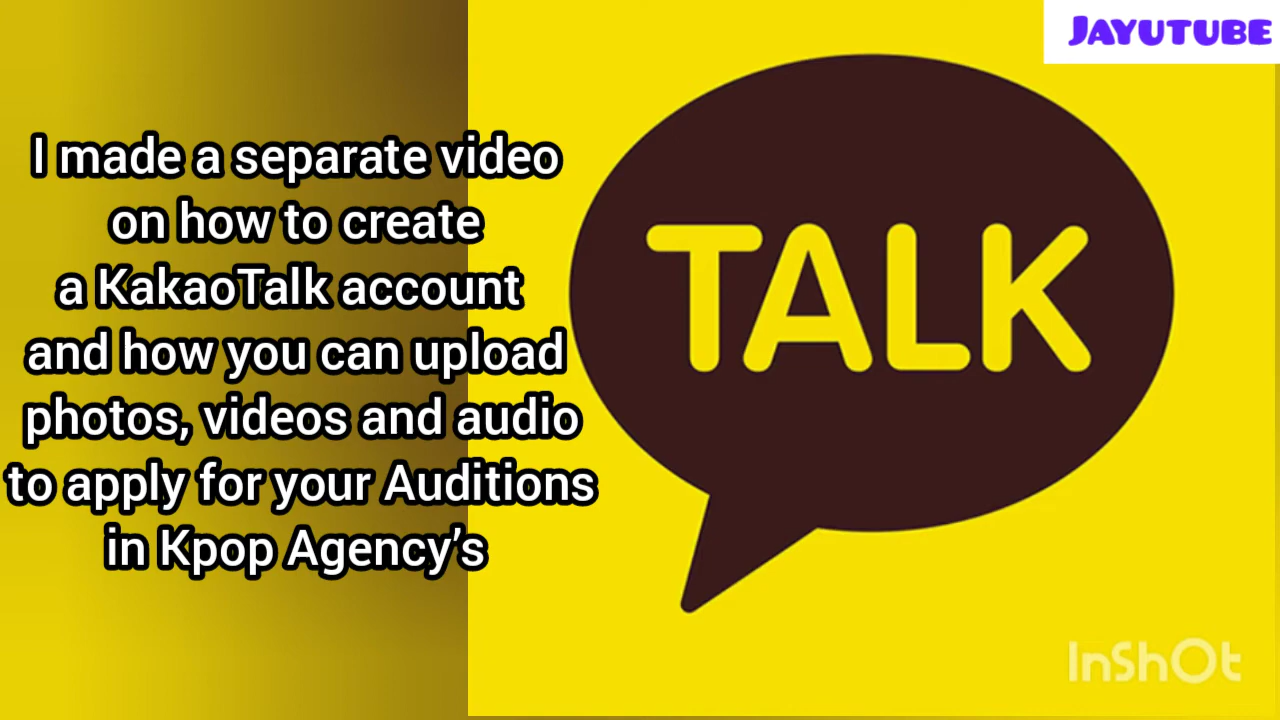 JAYUTUBE
I made a separate video
on how to create
a KakaoTalk account
and how you can upload
photos, videos and audio
to apply for your Auditions
in Kpop Agency’s
TALK
InShOt